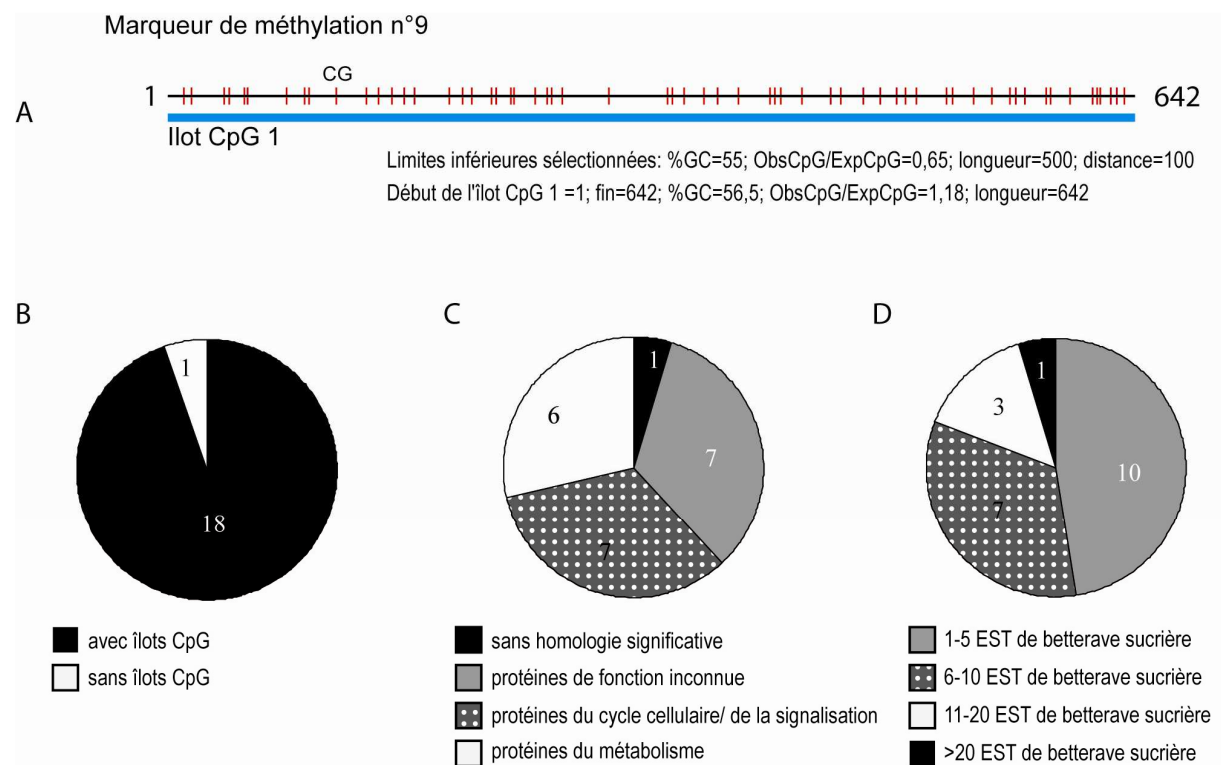 Marqueur de méthylation n°9
CG
1
642
A
Ilot CpG 1
Limites inférieures sélectionnées: %GC=55; ObsCpG/ExpCpG=0,65; longueur=500; distance=100
Début de l'îlot CpG 1 =1; fin=642; %GC=56,5; ObsCpG/ExpCpG=1,18; longueur=642
B
1
18
avec îlots CpG
sans îlots CpG
C
1
6
7
7
sans homologie significative
protéines de fonction inconnue
protéines du cycle cellulaire/ de la signalisation
protéines du métabolisme
D
1
3
10
7
1-5 EST de betterave sucrière
6-10 EST de betterave sucrière
11-20 EST de betterave sucrière
>20 EST de betterave sucrière